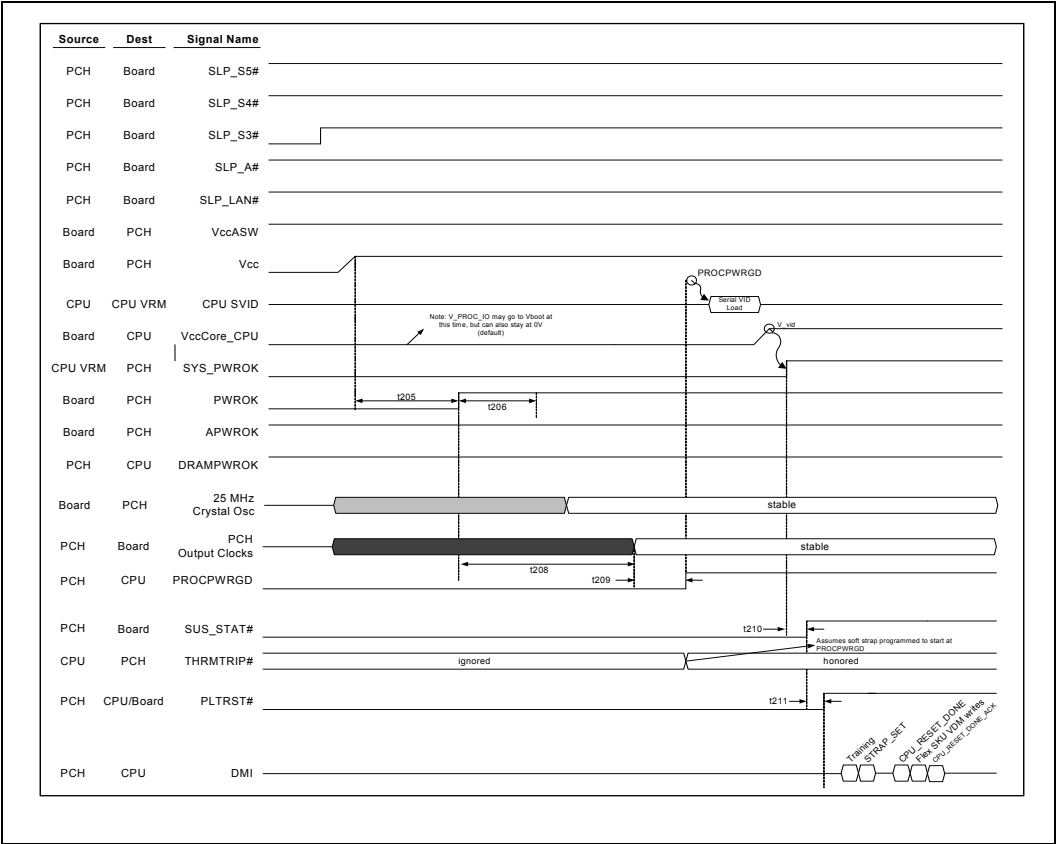 Source Dest Signal Name
PCH Board SLP_S5#
PCH Board SLP_S4#
PCH Board SLP_S3#
PCH Board SLP_A#
PCH Board SLP_LAN#
Board PCH VccASW
Board PCH Vcc
PROCPWRGD
CPU CPU VRM CPU SVID
Serial VID
Load
Note: V_PROC_IO may go to Vboot at
this time, but can also stay at 0V
(default)
V_vid
Board CPU VccCore_CPU
CPU VRM PCH SYS_PWROK
Board PCH PWROK
t205
t206
Board PCH APWROK
PCH CPU DRAMPWROK
Board PCH 25 MHz
Crystal Osc
stable
PCH Board PCH
Output Clocks
stable
t208
t209
PCH CPU PROCPWRGD
PCH Board SUS_STAT#
t210
Assumes soft strap programmed to start at
PROCPWRGD
CPU PCH THRMTRIP#
ignored
honored
PCH CPU/Board PLTRST#
t211
Training
STRAP_SET
CPU_RESET_DONE
Flex SKU VDM writes
CPU_RESET_DONE_ACK
PCH CPU DMI